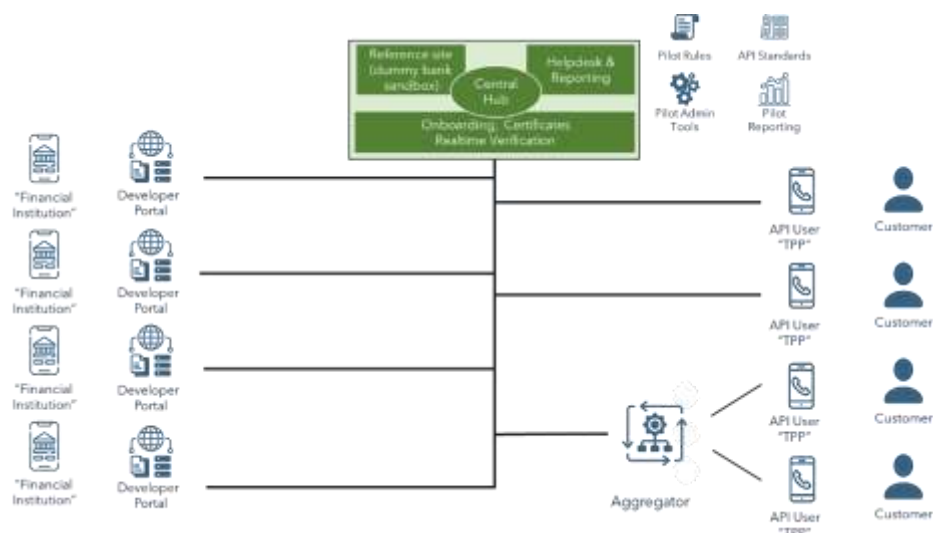 Reference site
(dummy bank
sandbox)
Central
Hub
Helpdesk &
Reporting
Onboarding; Certificates
Realtime Verification
Pilot Rules
API Standards
Pilot Admin
Tools
Pilot
Reporting
"Financial
Institution"
Developer
Portal
"Financial
Institution"
Developer
Portal
"Financial
Institution"
Developer
Portal
"Financial
Institution"
Developer
Portal
API User
"TPP"
Customer
API User
"TPP"
Customer
API User
"TPP"
Customer
Aggregator
API User
"TPP"
Customer